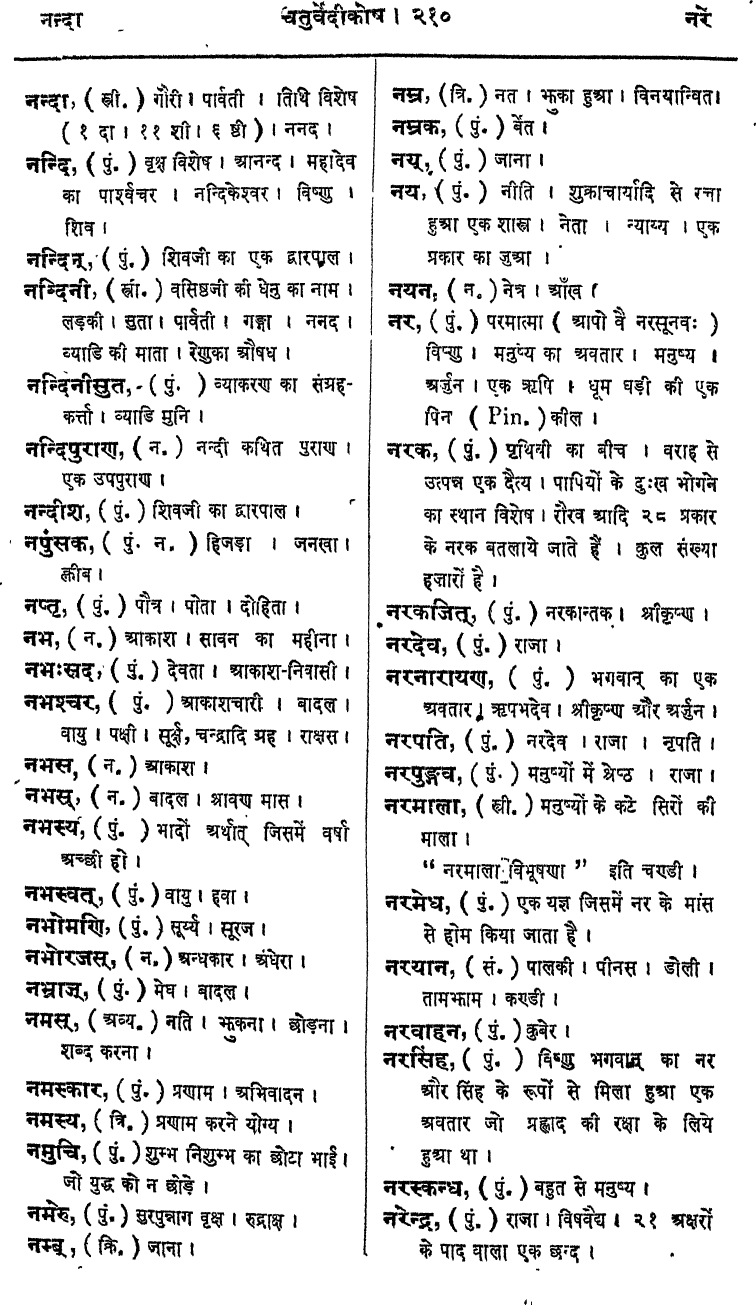 नन्दा चतुर्वेदीकोष । २१० नरें
नन्दा, ( स्त्री. ) गौरी । पार्वती । तिथि विशेष
( १ दा । ११ शी । ६ ष्ठी ) । ननद ।
नन्दि, ( पुं. ) वृक्ष विशेष । आनन्द । महादेव
का पार्श्वचर । नन्दिकेश्वर । विष्णु ।
शिव ।
नन्दिन्, ( पुं. ) शिवजी का एक द्वारपाल ।
नन्दिनी, ( स्त्री. ) वसिष्ठजी की धेनु का नाम ।
लड़की । सुता । पार्वती । गङ्गा । ननद ।
व्याडि की माता । रेणुका औषध ।
नन्दिनीसुत, ( पुं. ) व्याकरण का संग्रह-
कर्त्ता । व्याडि मुनि ।
नन्दिपुराण, ( न. ) नन्दी कथित पुराण ।
एक उपपुराण ।
नन्दीश, ( पुं. ) शिवजी का द्वारपाल ।
नपुंसक, ( पुं. न. ) हिजड़ा । जनखा ।
क्लीव ।
नप्तृ, ( पुं. ) पौत्र । पोता । दोहिता ।
नभ, ( न. ) आकाश । सावन का महीना ।
नभःसद्, ( पुं. ) देवता । आकाश-निवासी ।
नभश्चर, ( पुं. ) आकाशचारी । बादल ।
वायु । पक्षी । सूर्य, चन्द्रादि ग्रह । राक्षस ।
नभस, ( न. ) आकाश ।
नभस्, ( न. ) बादल । श्रावण मास ।
नभस्य, ( पुं. ) भादों अर्थात् जिसमें वर्षा
अच्छी हो ।
नभस्वत्, ( पुं. ) वायु । हवा ।
नभोमणि, ( पुं. ) सूर्य्य । सूरज ।
नभोरजस्, ( न. ) अन्धकार । अंधेरा ।
नभ्राज्, ( पुं. ) मेघ । बादल ।
नमस्, ( अव्य. ) नति । झुकना । छोड़ना ।
शब्द करना ।
नमस्कार, ( पुं. ) प्रणाम । अभिवादन ।
नमस्य, ( त्रि. ) प्रणाम करने योग्य ।
नमुचि, ( पुं. ) शुम्भ निशुम्भ का छोटा भाई ।
जो युद्ध को न छोड़े ।
नमेरु, ( पुं. ) सुरपुन्नाग वृक्ष । रुद्राक्ष ।
नम्ब्, ( क्रि. ) जाना ।
नम्र, ( त्रि. ) नत । झुका हुआ । विनयान्वित ।
नम्रक, ( पुं. ) बेंत ।
नय्, ( पुं. ) जाना ।
नय, ( पुं. ) नीति । शुक्राचार्यादि से रचा
हुआ एक शास्त्र । नेता । न्याय्य । एक
प्रकार का जुआ ।
नयन, ( न. ) नेत्र । आँख ।
नर, ( पुं. ) परमात्मा ( आपो वै नरसूनवः )
विष्णु । मनुष्य का अवतार । मनुष्य ।
अर्जुन । एक ऋषि । धूम घड़ी की एक
पिन ( Pin. ) कील ।
नरक, ( पुं. ) पृथिवी का बीच । वराह से
उत्पन्न एक दैत्य । पापियों के दुःख भोगने
का स्थान विशेष । रौरव आदि २८ प्रकार
के नरक बतलाये जाते हैं । कुल संख्या
हज़ारों है ।
नरकजित्, ( पुं. ) नरकान्तक । श्रीकृष्ण ।
नरदेव, ( पुं. ) राजा ।
नरनारायण, ( पुं. ) भगवान् का एक
अवतार । ऋषभदेव । श्रीकृष्ण और अर्जुन ।
नरपति, ( पुं. ) नरदेव । राजा । नृपति ।
नरपुङ्गव, ( पुं. ) मनुष्यों में श्रेष्ठ । राजा ।
नरमाला, ( स्त्री. ) मनुष्यों के कटे सिरों की
माला ।
“ नरमाला विभूषणा ” इति चण्डी ।
नरमेध, ( पुं. ) एक यज्ञ जिसमें नर के मांस
से होम किया जाता है ।
नरयान, ( सं. ) पालकी । पीनस । डोली ।
तामझाम । कण्डी ।
नरवाहन, ( पुं. ) कुबेर ।
नरसिंह, ( पुं. ) विष्णु भगवान् का नर
और सिंह के रूपों से मिला हुआ एक
अवतार जो प्रह्लाद की रक्षा के लिये
हुआ था ।
नरस्कन्ध, ( पुं. ) बहुत से मनुष्य ।
नरेन्द्र, ( पुं. ) राजा । विषवैद्य । २१ अक्षरों
के पाद वाला एक छन्द ।